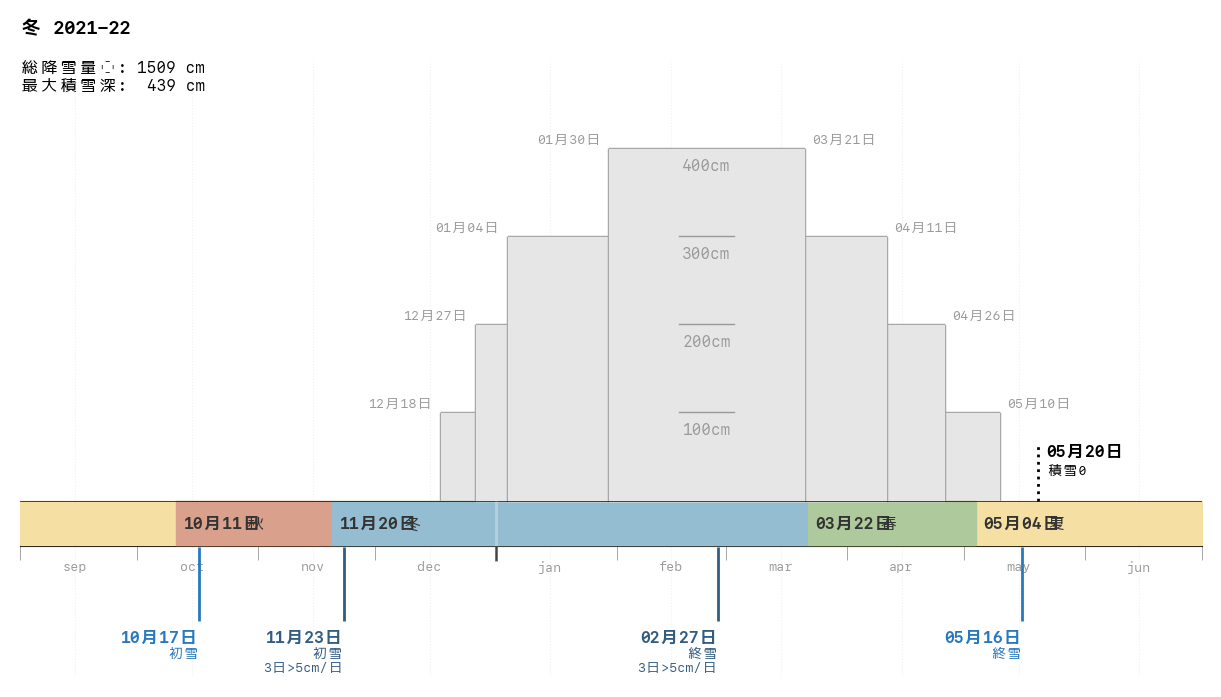 冬 2021–22
総降雪量 : 1509 cm
最大積雪深: 439 cm
01月30日
03月21日
400cm
01月04日
04月11日
300cm
12月27日
04月26日
200cm
12月18日
05月10日
100cm
05月20日
積雪0
10月11日 秋
11月20日 冬
03月22日 春
05月04日 夏
sep oct nov dec jan feb mar apr may jun
10月17日
初雪
11月23日
初雪
3日>5cm/日
02月27日
終雪
3日>5cm/日
05月16日
終雪